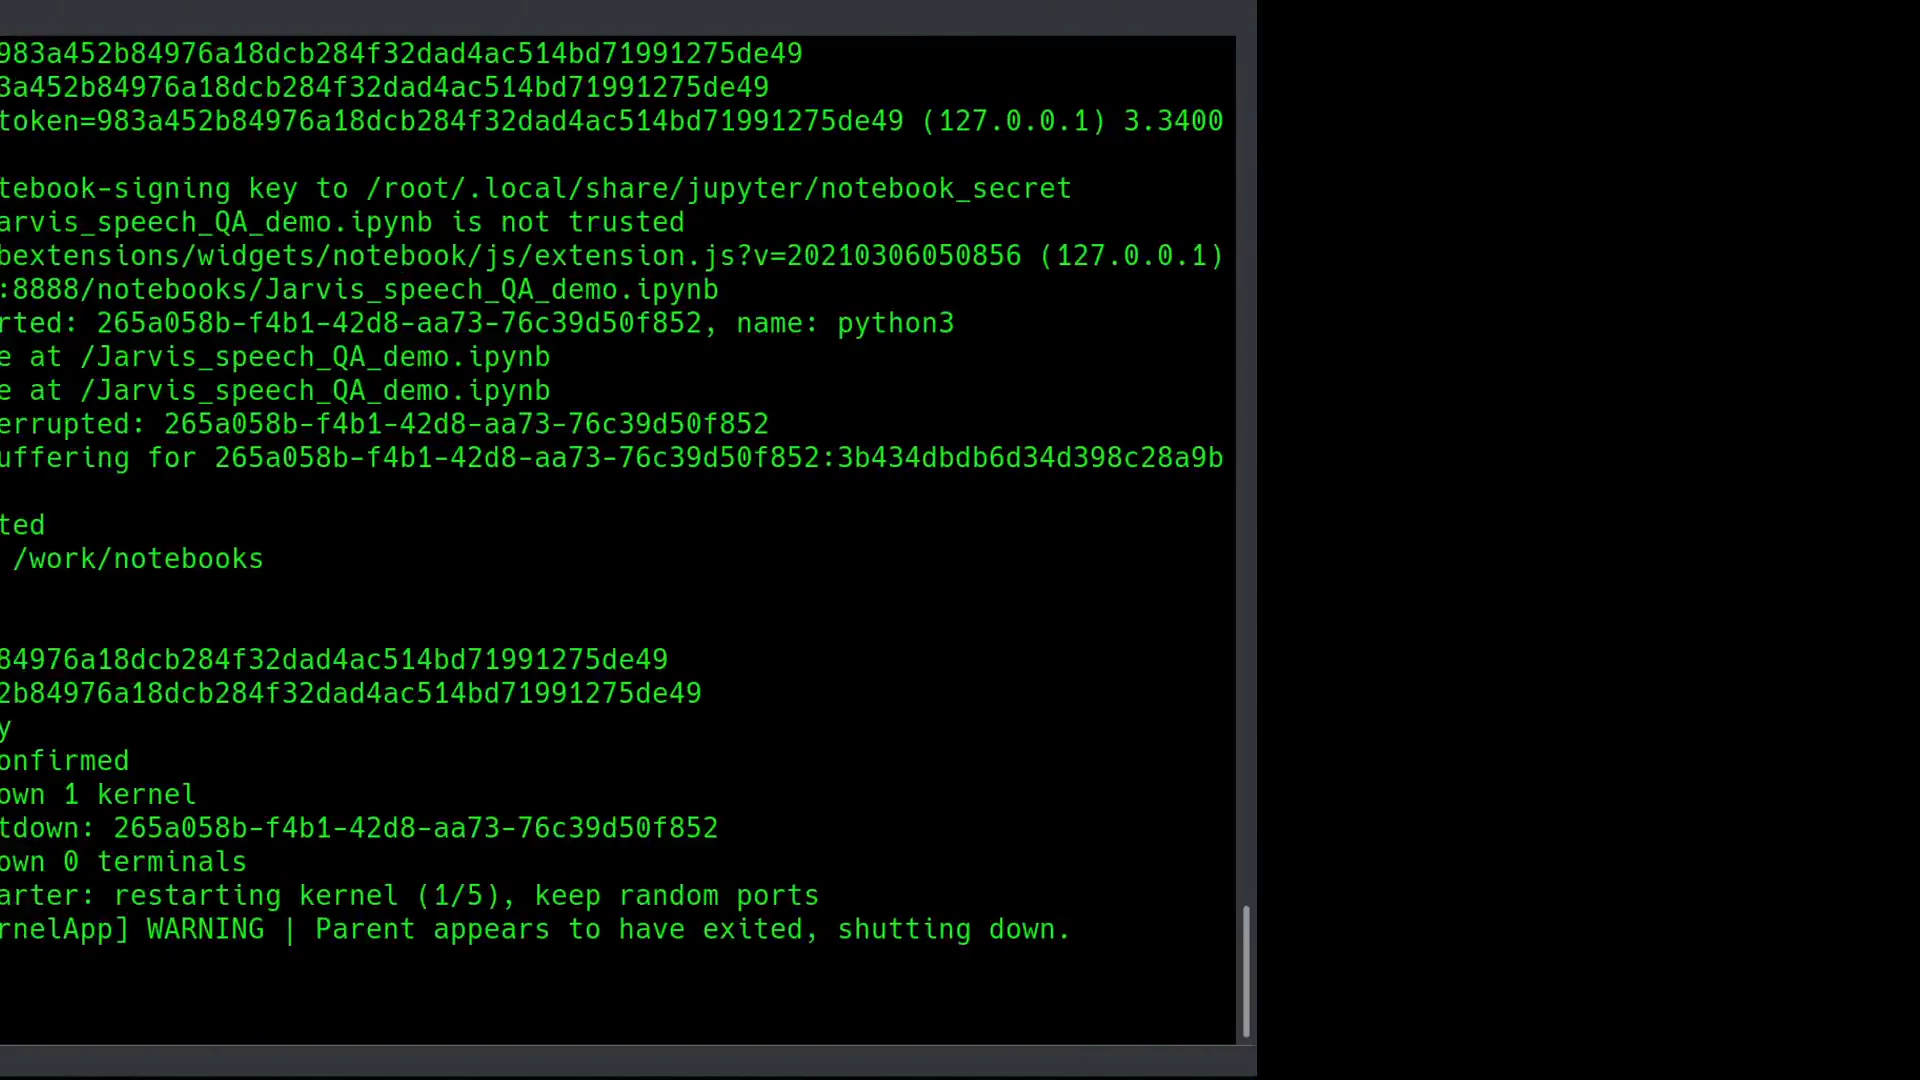 983a452b84976a18dcb284f32dad4ac514bd71991275de49
3a452b84976a18dcb284f32dad4ac514bd71991275de49
token=983a452b84976a18dcb284f32dad4ac514bd71991275de49 (127.0.0.1) 3.3400
tebook-signing key to /root/.local/share/jupyter/notebook_secret
arvis_speech_QA_demo.ipynb is not trusted
bextensions/widgets/notebook/js/extension.js?v=20210306050856 (127.0.0.1)
:8888/notebooks/Jarvis_speech_QA_demo.ipynb
rted: 265a058b-f4b1-42d8-aa73-76c39d50f852, name: python3
e at /Jarvis_speech_QA_demo.ipynb
e at /Jarvis_speech_QA_demo.ipynb
errupted: 265a058b-f4b1-42d8-aa73-76c39d50f852
uffering for 265a058b-f4b1-42d8-aa73-76c39d50f852:3b434dbdb6d34d398c28a9b
ted
/work/notebooks
84976a18dcb284f32dad4ac514bd71991275de49
2b84976a18dcb284f32dad4ac514bd71991275de49
y
onfirmed
own 1 kernel
tdown: 265a058b-f4b1-42d8-aa73-76c39d50f852
own 0 terminals
arter: restarting kernel (1/5), keep random ports
rnelApp] WARNING | Parent appears to have exited, shutting down.